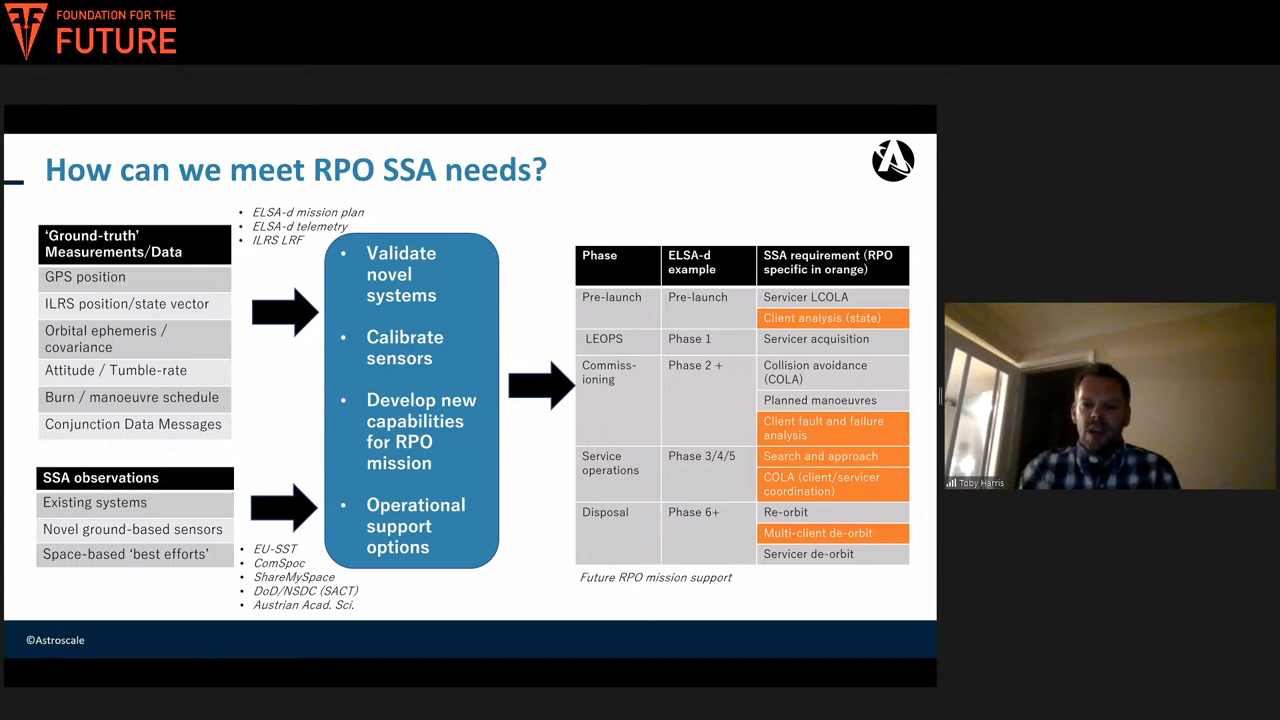 FOUNDATION FOR THE
FUTURE
How can we meet RPO SSA needs?
• ELSA-d mission plan
• ELSA-d telemetry
• ILRS LRF
'Ground-truth'
Measurements/Data
GPS position
ILRS position/state vector
Orbital ephemeris /
covariance
Attitude / Tumble-rate
Burn / manoeuvre schedule
Conjunction Data Messages
SSA observations
Existing systems
Novel ground-based sensors
Space-based 'best efforts'
• EU-SST
• ComSpoc
• ShareMySpace
• DoD/NSDC (SACT)
• Austrian Acad. Sci.
• Validate
novel
systems
• Calibrate
sensors
• Develop new
capabilities
for RPO
mission
• Operational
support
options
Phase
ELSA-d
example
SSA requirement (RPO
specific in orange)
Pre-launch
Pre-launch
Servicer LCOLA
Client analysis (state)
LEOPS
Phase 1
Servicer acquisition
Commiss-
ioning
Phase 2 +
Collision avoidance
(COLA)
Planned manoeuvres
Client fault and failure
analysis
Service
operations
Phase 3/4/5
Search and approach
COLA (client/servicer
coordination)
Disposal
Phase 6+
Re-orbit
Multi-client de-orbit
Servicer de-orbit
Future RPO mission support
©Astroscale
Toby Harris